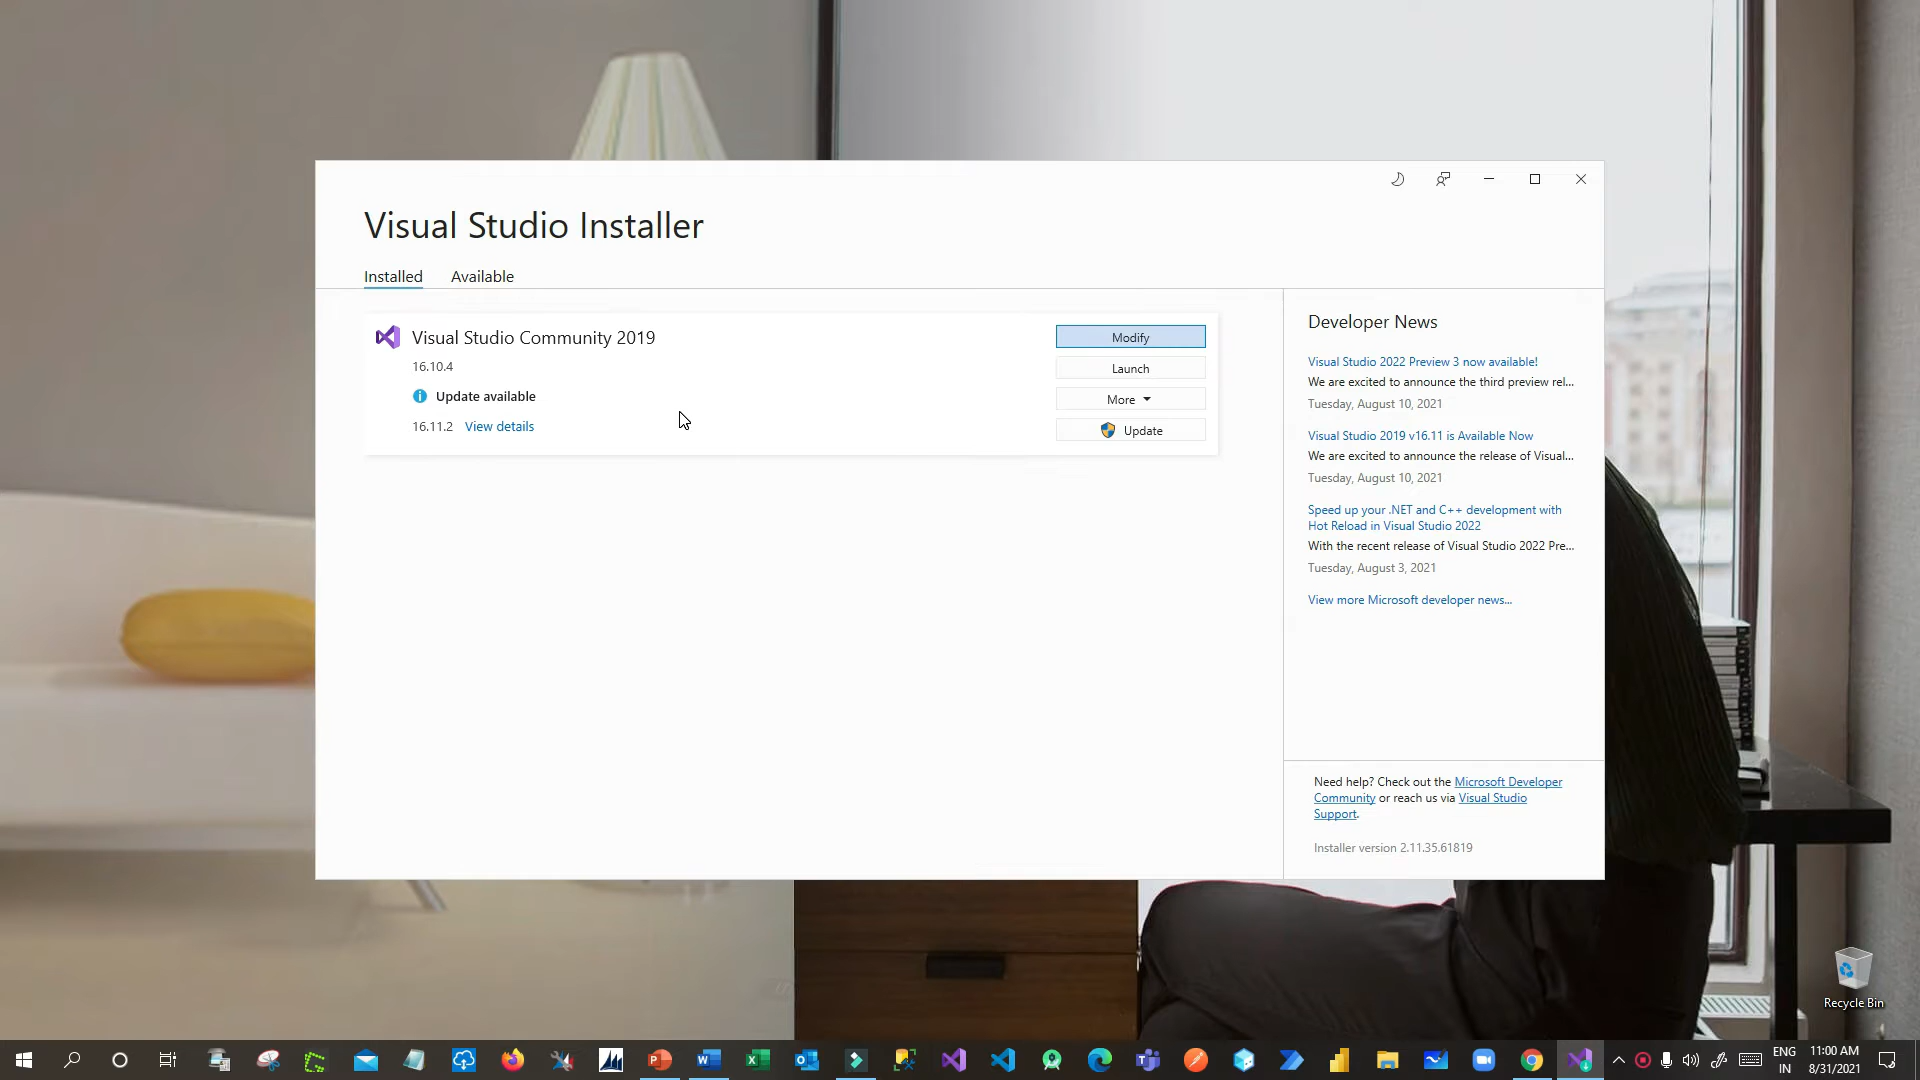 Visual Studio Installer
Installed
Available
Visual Studio Community 2019
16.10.4
Update available
16.11.2 View details
Modify
Launch
More
Update
Developer News
Visual Studio 2022 Preview 3 now available!
We are excited to announce the third preview rel...
Tuesday, August 10, 2021
Visual Studio 2019 v16.11 is Available Now
We are excited to announce the release of Visual...
Tuesday, August 10, 2021
Speed up your .NET and C++ development with
Hot Reload in Visual Studio 2022
With the recent release of Visual Studio 2022 Pre...
Tuesday, August 3, 2021
View more Microsoft developer news...
Need help? Check out the Microsoft Developer
Community or reach us via Visual Studio
Support.
Installer version 2.11.35.61819
Recycle Bin
ENG
IN
11:00 AM
8/31/2021